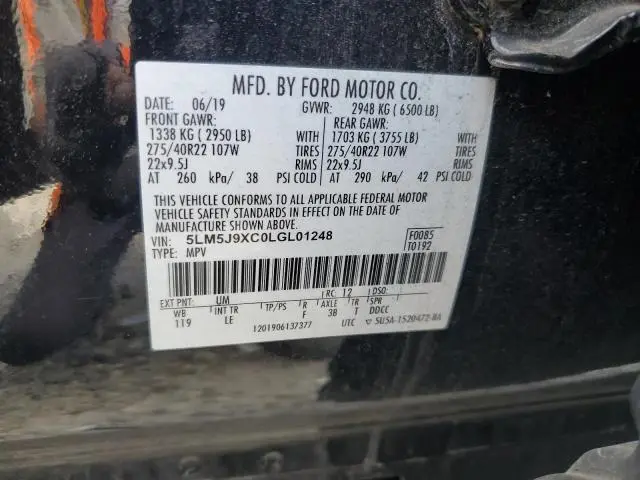 MFD. BY FORD MOTOR CO.
DATE: 06/19 GVWR: 2948 KG ( 6500 LB)
FRONT GAWR: REAR GAWR:
1338 KG ( 2950 LB) WITH 1703 KG ( 3755 LB) WITH
275/40R22 107W TIRES 275/40R22 107W TIRES
22x9.5J RIMS 22x9.5J RIMS
AT 260 kPa/ 38 PSI COLD AT 290 kPa/ 42 PSI COLD
THIS VEHICLE CONFORMS TO ALL APPLICABLE FEDERAL MOTOR
VEHICLE SAFETY STANDARDS IN EFFECT ON THE DATE OF
MANUFACTURE SHOWN ABOVE.
VIN: 5LM5J9XC0LGL01248 F0085
TYPE: MPV T0192
EXT PNT: UM RC: 12 DSO:
WB INT TR TP/PS R AXLE TR SPR
119 LE F 3B T DDCC
1201906137377 UTC ▽ 5U5A-1520472-BA